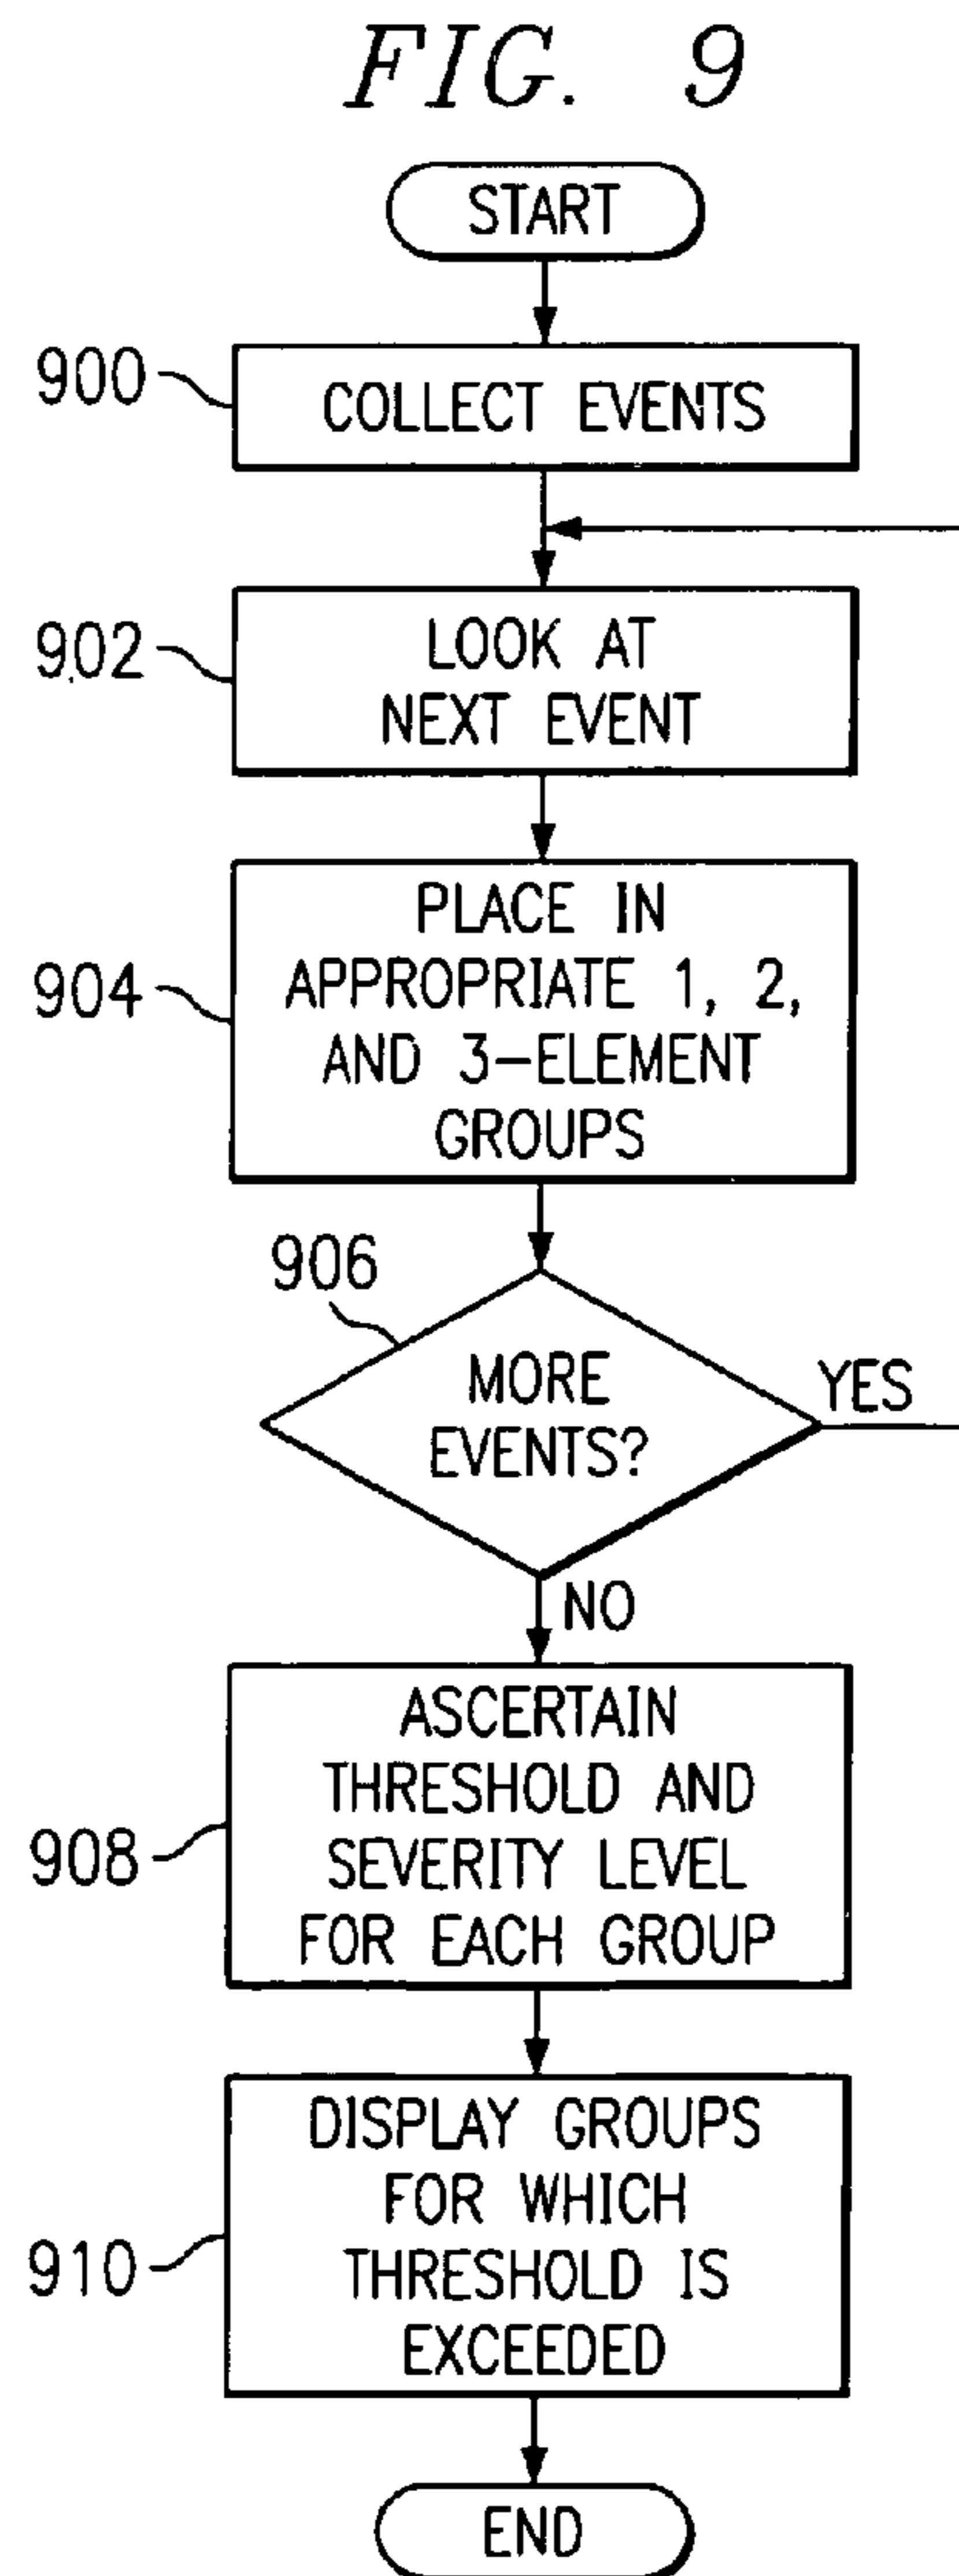 FIG. 9
START
900
COLLECT EVENTS
902
LOOK AT
NEXT EVENT
904
PLACE IN
APPROPRIATE 1, 2,
AND 3-ELEMENT
GROUPS
906
MORE
EVENTS?
YES
NO
908
ASCERTAIN
THRESHOLD AND
SEVERITY LEVEL
FOR EACH GROUP
910
DISPLAY GROUPS
FOR WHICH
THRESHOLD IS
EXCEEDED
END